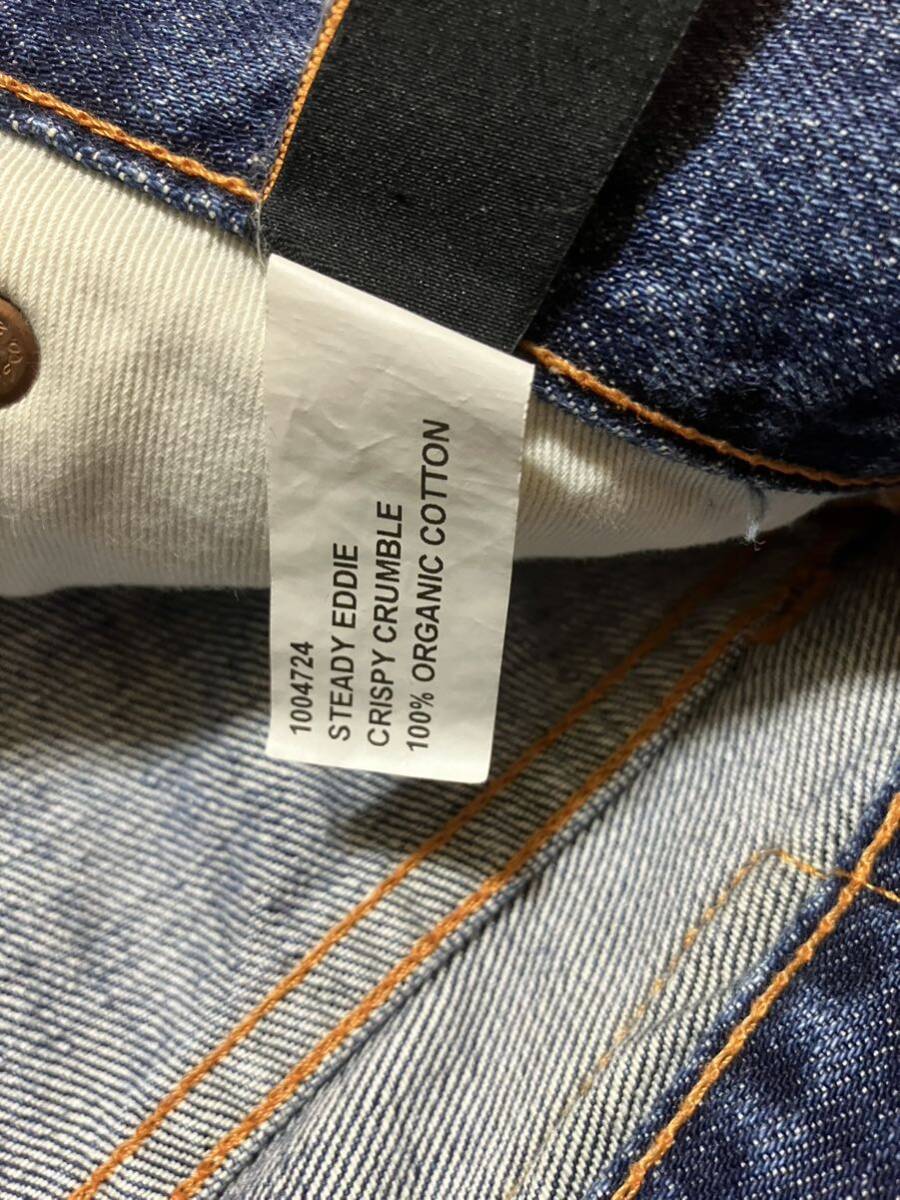 1004724
STEADY EDDIE
CRISPY CRUMBLE
100% ORGANIC COTTON